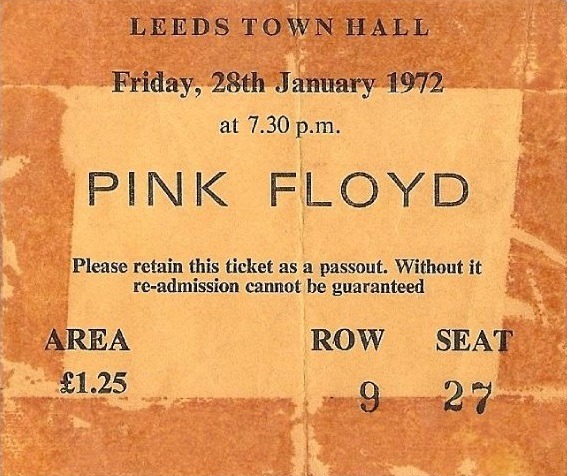 LEEDS TOWN HALL
Friday, 28th January 1972
at 7.30 p.m.
PINK FLOYD
Please retain this ticket as a passout. Without it
re-admission cannot be guaranteed
AREA ROW SEAT
£1.25 9 27